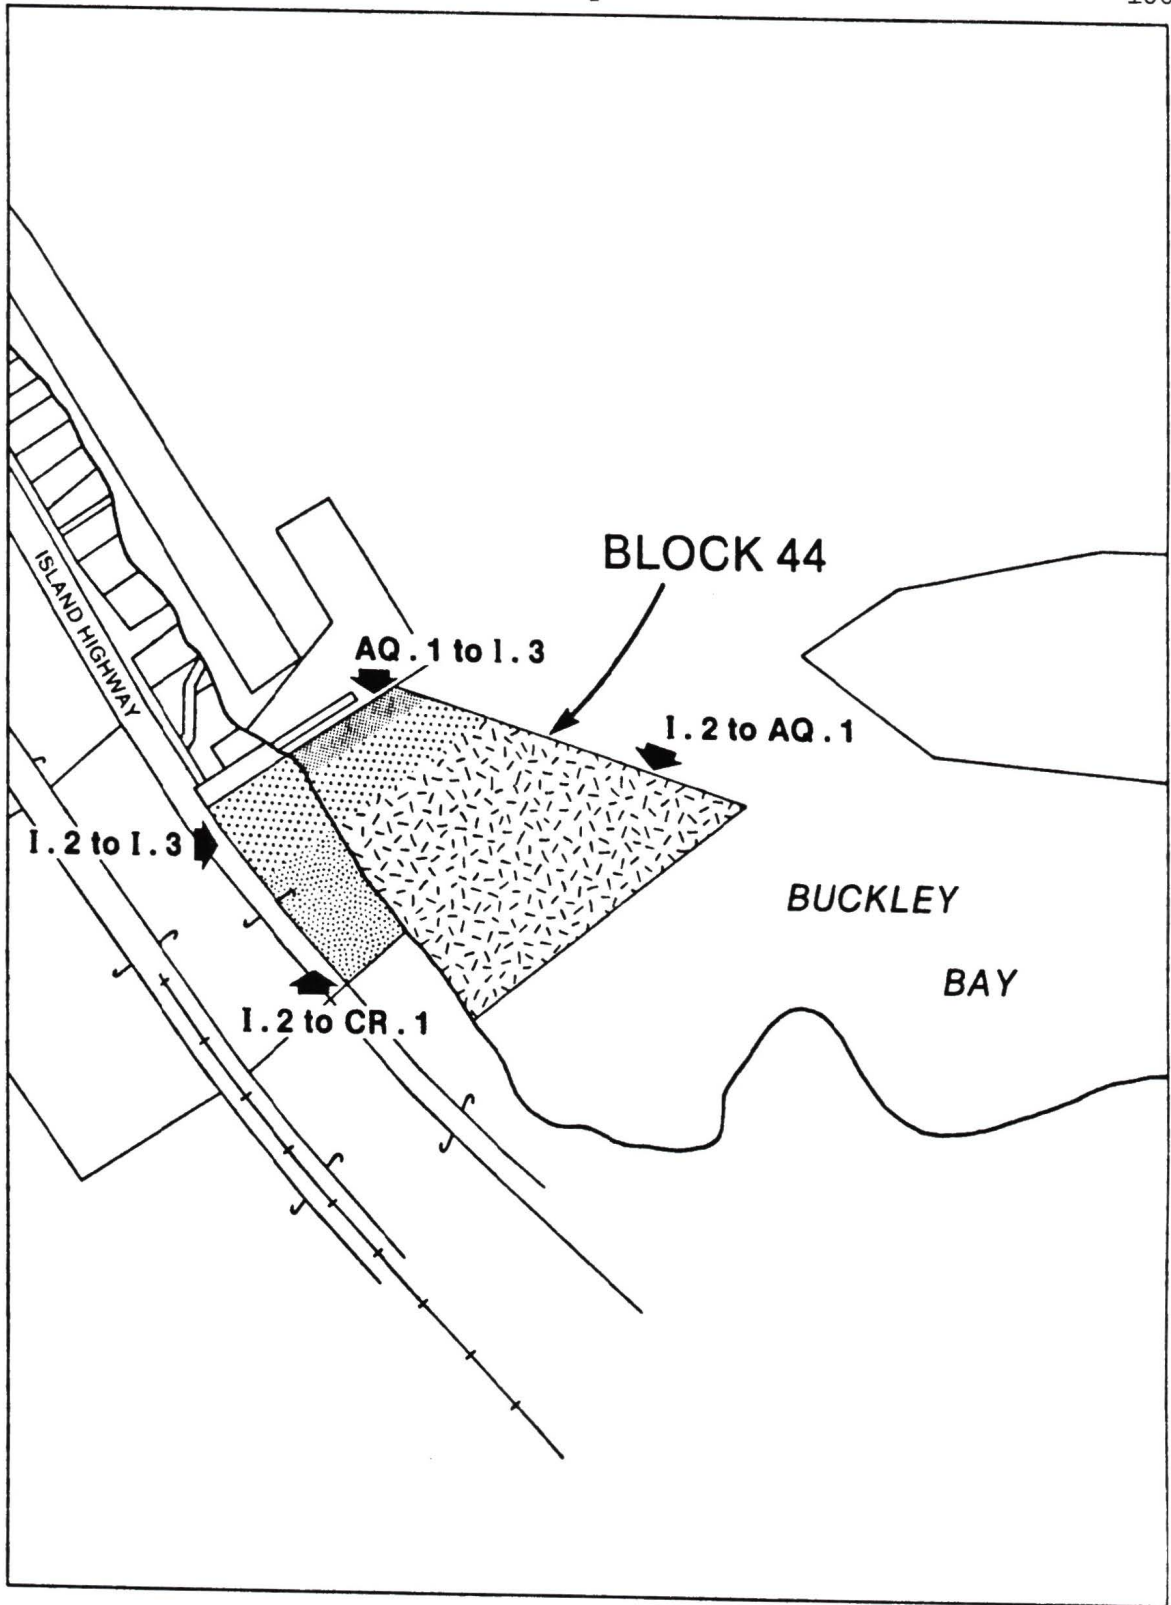 BLOCK 44
ISLAND HIGHWAY
AQ.1 to I.3
I.2 to AQ.1
I.2 to I.3
BUCKLEY
BAY
I.2 to CR.1